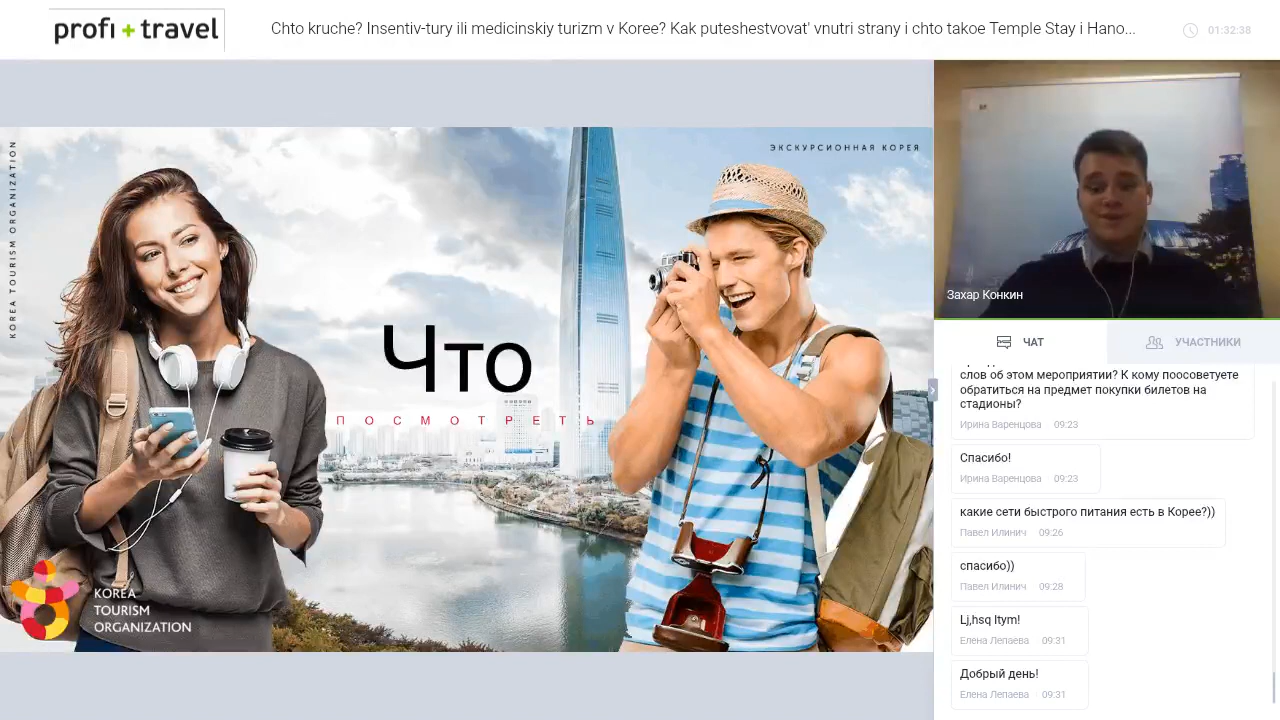 profi + travel
Chto kruche? Insentiv-tury ili medicinskiy turizm v Koree? Kak puteshestvovat' vnutri strany i chto takoe Temple Stay i Hano...
01:32:38
KOREA TOURISM ORGANIZATION
ЭКСКУРСИОННАЯ КОРЕЯ
Что
ПОСМОТРЕТЬ
KOREA
TOURISM
ORGANIZATION
Захар Конкин
ЧАТ
УЧАСТНИКИ
слов об этом мероприятии? К кому поосоветуете
обратиться на предмет покупки билетов на
стадионы?
Ирина Варенцова 09:23
Спасибо!
Ирина Варенцова 09:23
какие сети быстрого питания есть в Корее?))
Павел Илинич 09:26
спасибо))
Павел Илинич 09:28
Lj,hsq ltym!
Елена Лепаева 09:31
Добрый день!
Елена Лепаева 09:31